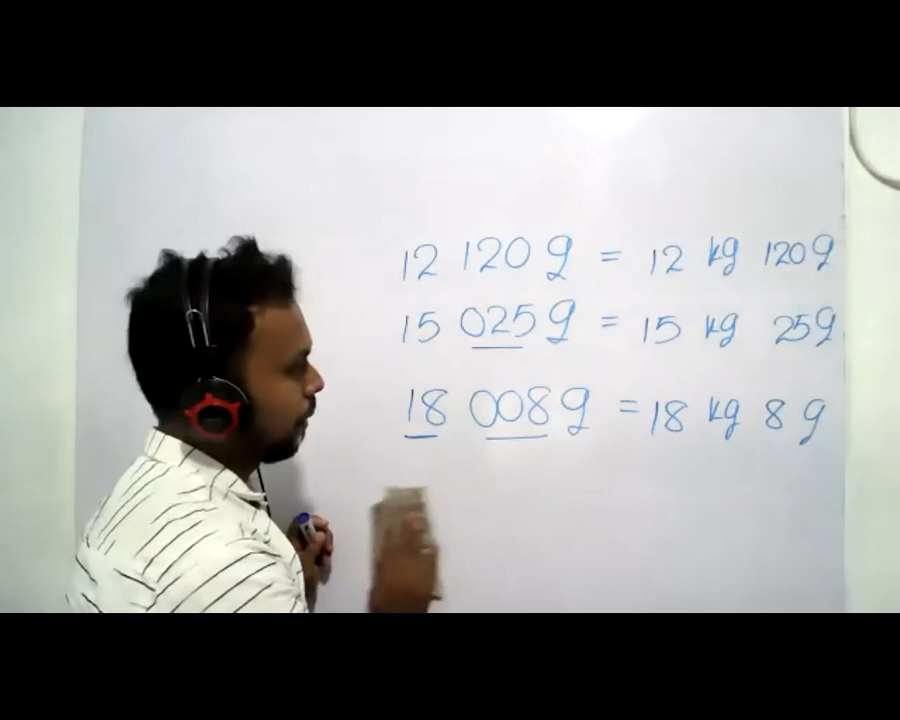 12 120 g = 12 kg 120 g
15 025 g = 15 kg 25 g
18 008 g = 18 kg 8 g